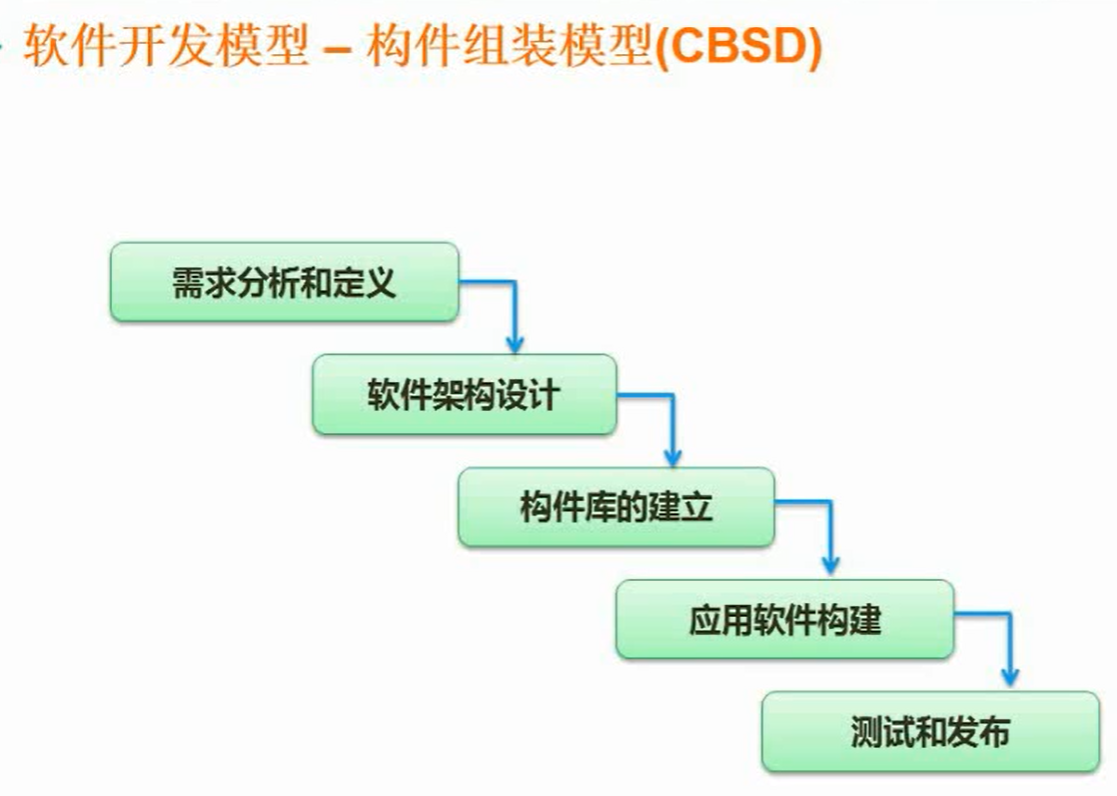 软件开发模型 – 构件组装模型(CBSD)
需求分析和定义
软件架构设计
构件库的建立
应用软件构建
测试和发布